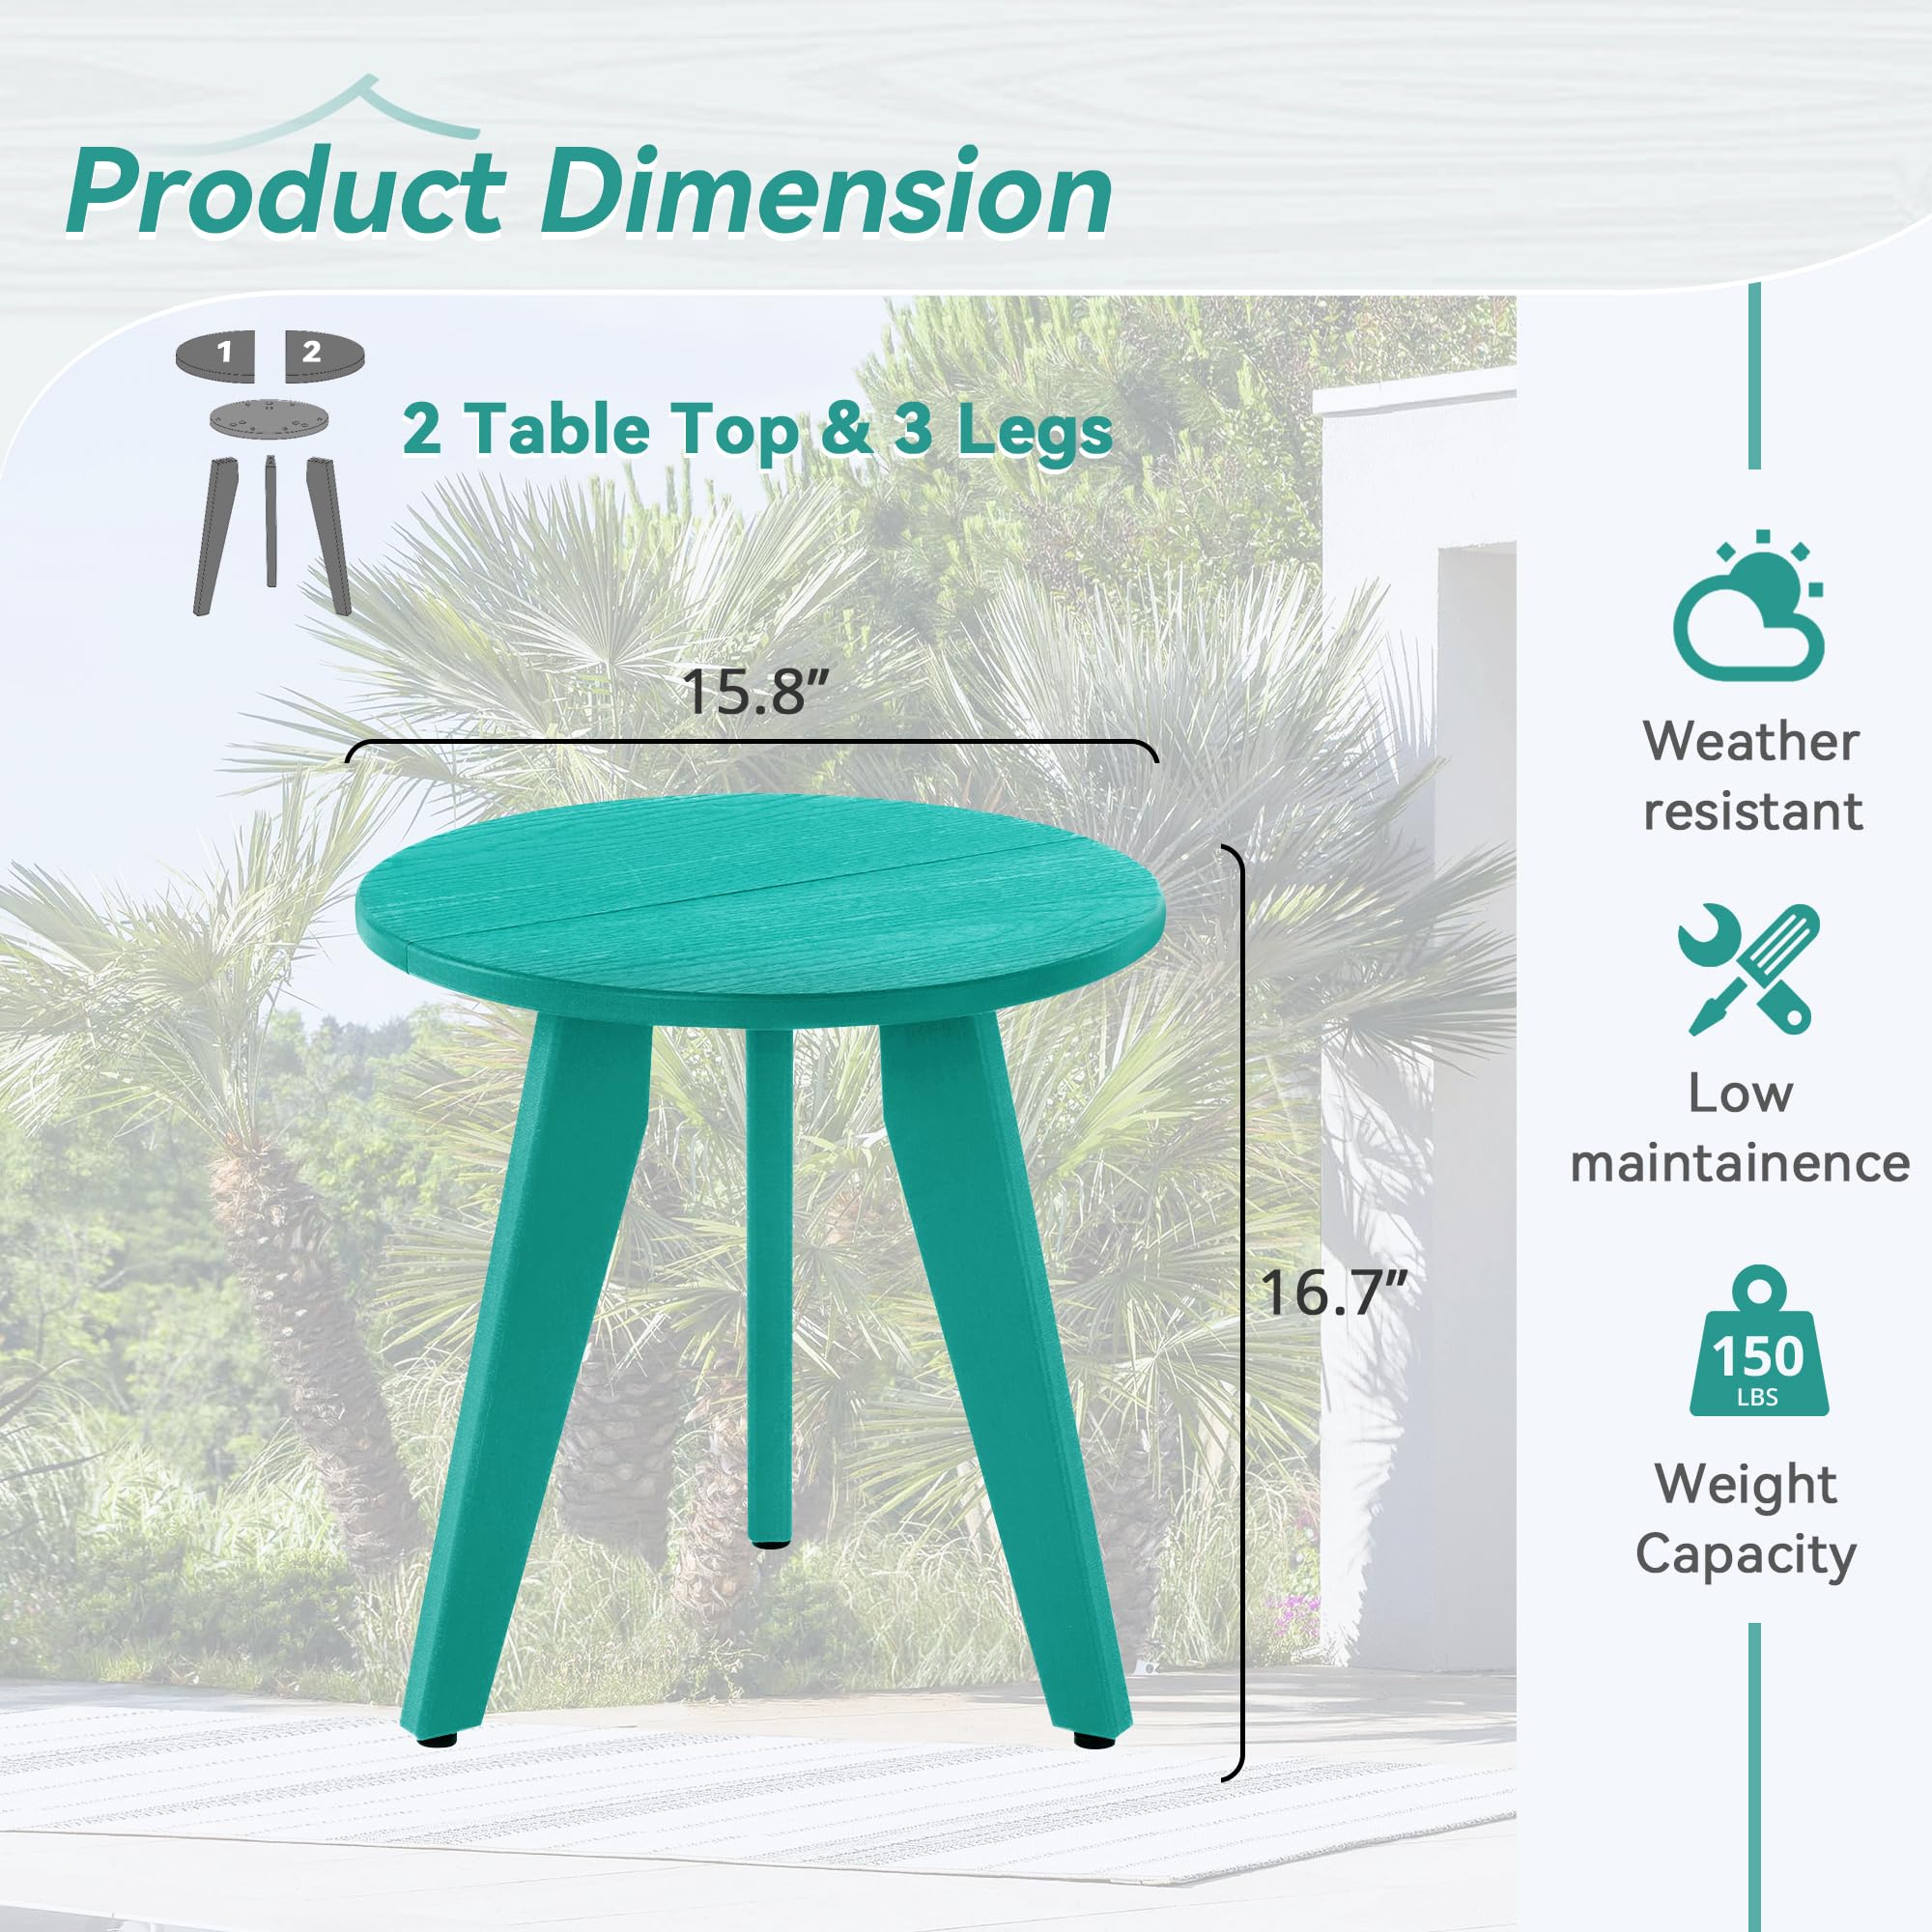 Product Dimension
1 2
2 Table Top & 3 Legs
15.8”
16.7”
Weather
resistant
Low
maintainence
150
LBS
Weight
Capacity